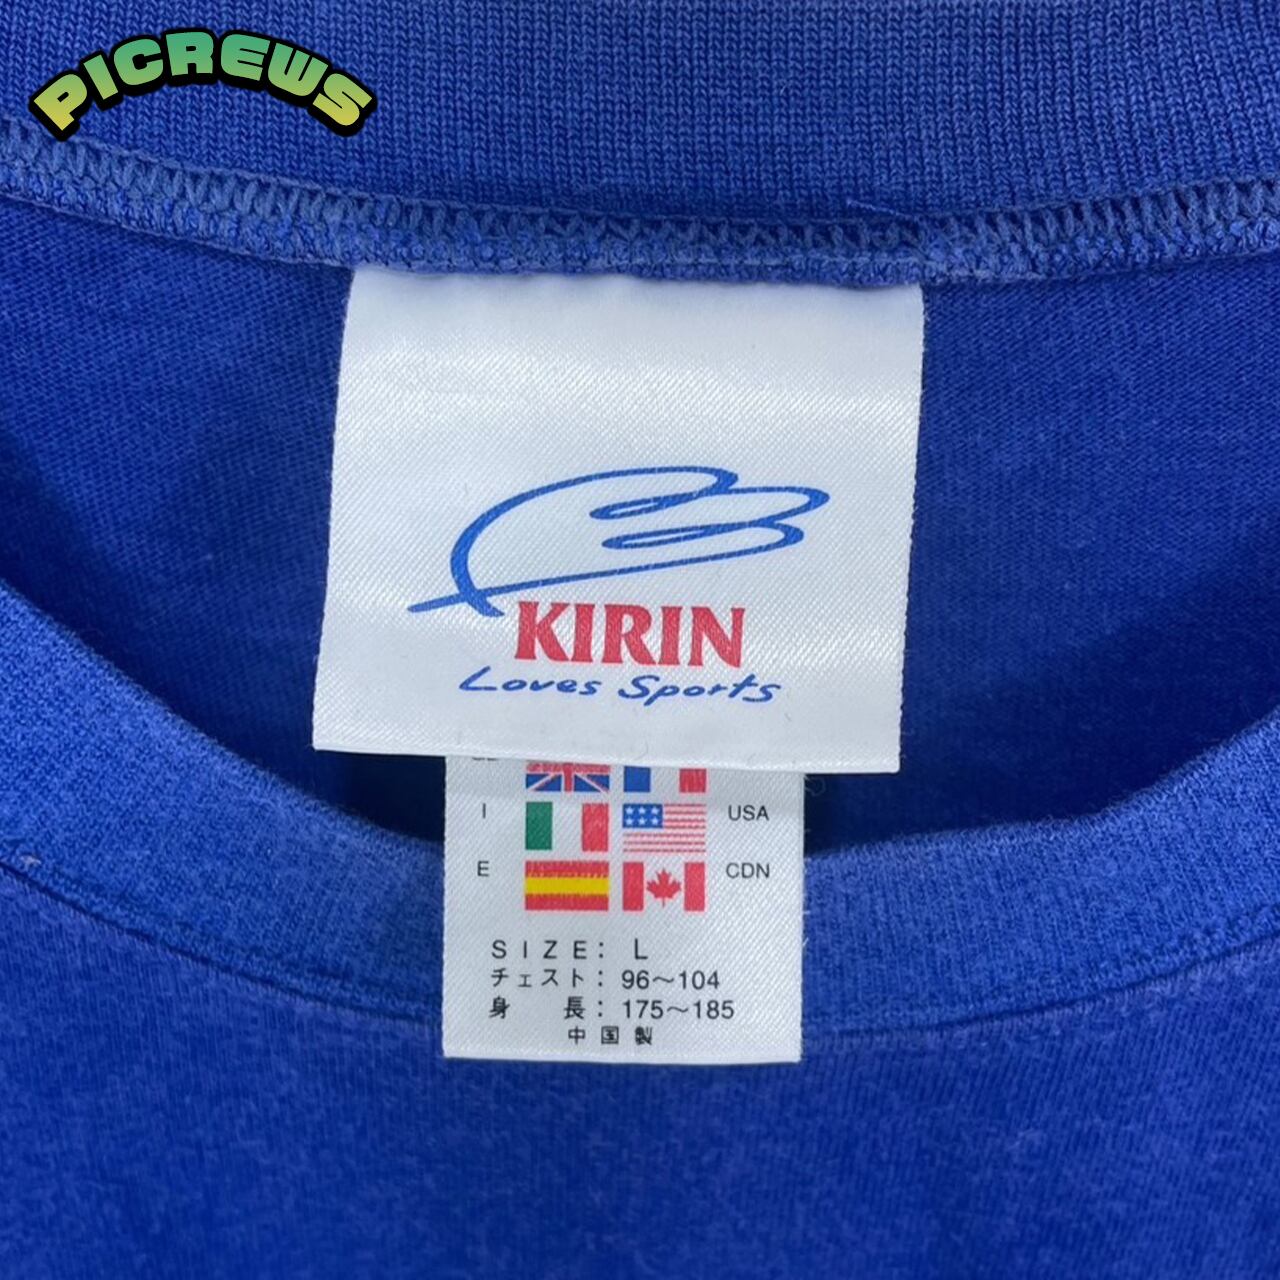 PICREWS
KIRIN
Loves Sports
I USA
E CDN
SIZE: L
チェスト: 96~104
身長: 175~185
中国製